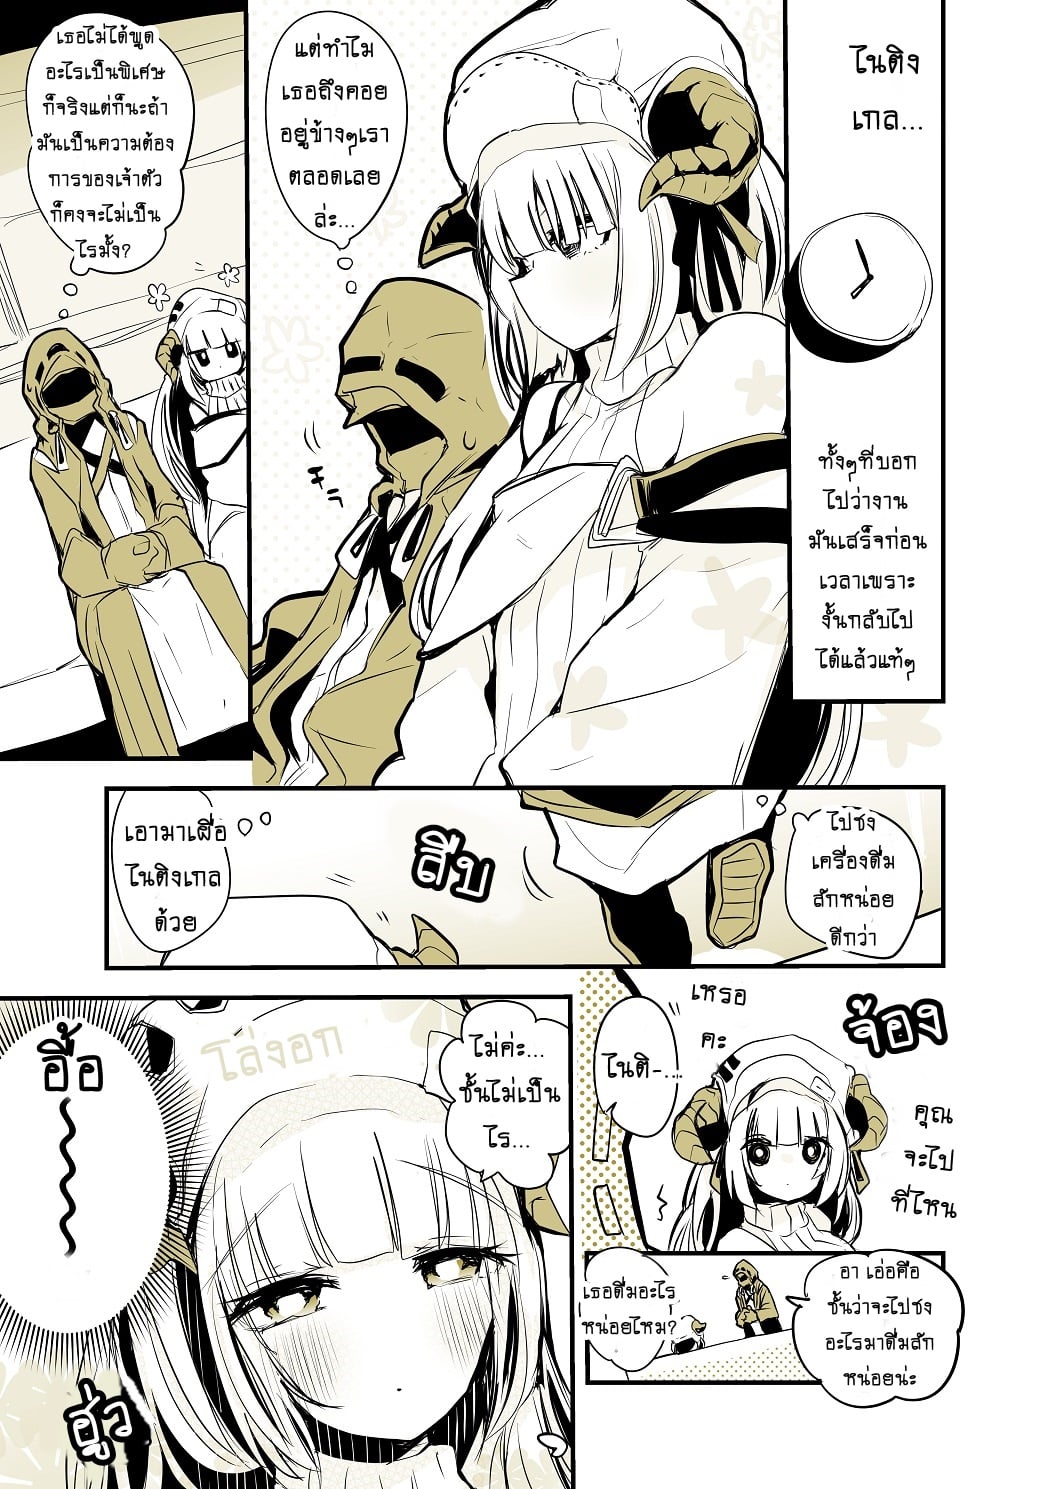 ไนติง
เกล...
ทั้งๆที่บอก
ไปว่างาน
มันเสร็จก่อน
เวลาเพราะ
งั้นกลับไป
ได้แล้วแท้ๆ
แต่ทำไม
เธอถึงคอย
อยู่ข้างๆเรา
ตลอดเลย
ล่ะ...
เธอไม่ได้พูด
อะไรเป็นพิเศษ
ก็จริงแต่ก็นะถ้า
มันเป็นความต้อง
การของเจ้าตัว
ก็คงจะไม่เป็น
ไรมั้ง?
チラ
ไปชง
เครื่องดื่ม
สักหน่อย
ดีกว่า
สืบ
เอามาเผื่อ
ไนติงเกล
ด้วย
จ้อง
เหรอ
คะ
ไนติ-...
คุณ
จะไป
ที่ไหน
อา เอ่อคือ
ชั้นว่าจะไปชง
อะไรมาดื่มสัก
หน่อยน่ะ
เธอดื่มอะไร
หน่อยไหม?
ไม่ค่ะ...
ชั้นไม่เป็น
ไร...
โล่งอก
อื้อ
ฮู่ว